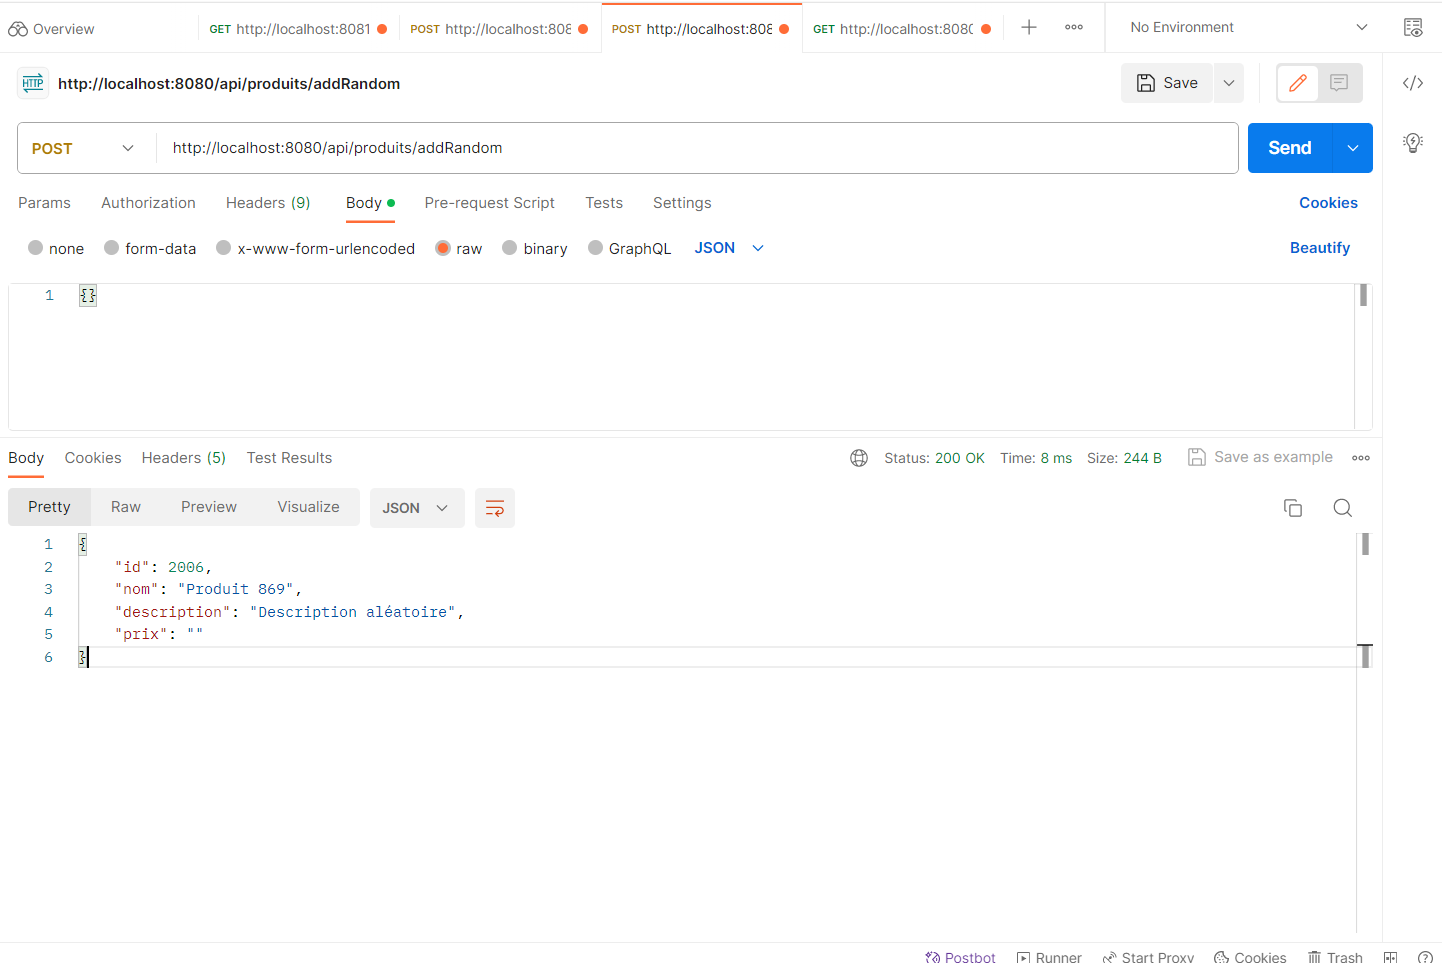 Overview GET http://localhost:8081 POST http://localhost:808 POST http://localhost:808 GET http://localhost:8080 No Environment
HTTP http://localhost:8080/api/produits/addRandom Save
POST http://localhost:8080/api/produits/addRandom Send
Params Authorization Headers (9) Body Pre-request Script Tests Settings Cookies
none form-data x-www-form-urlencoded raw binary GraphQL JSON Beautify
1 {}
Body Cookies Headers (5) Test Results Status: 200 OK Time: 8 ms Size: 244 B Save as example
Pretty Raw Preview Visualize JSON
1 {
2 "id": 2006,
3 "nom": "Produit 869",
4 "description": "Description aléatoire",
5 "prix": ""
6 }
Postbot Runner Start Proxy Cookies Trash